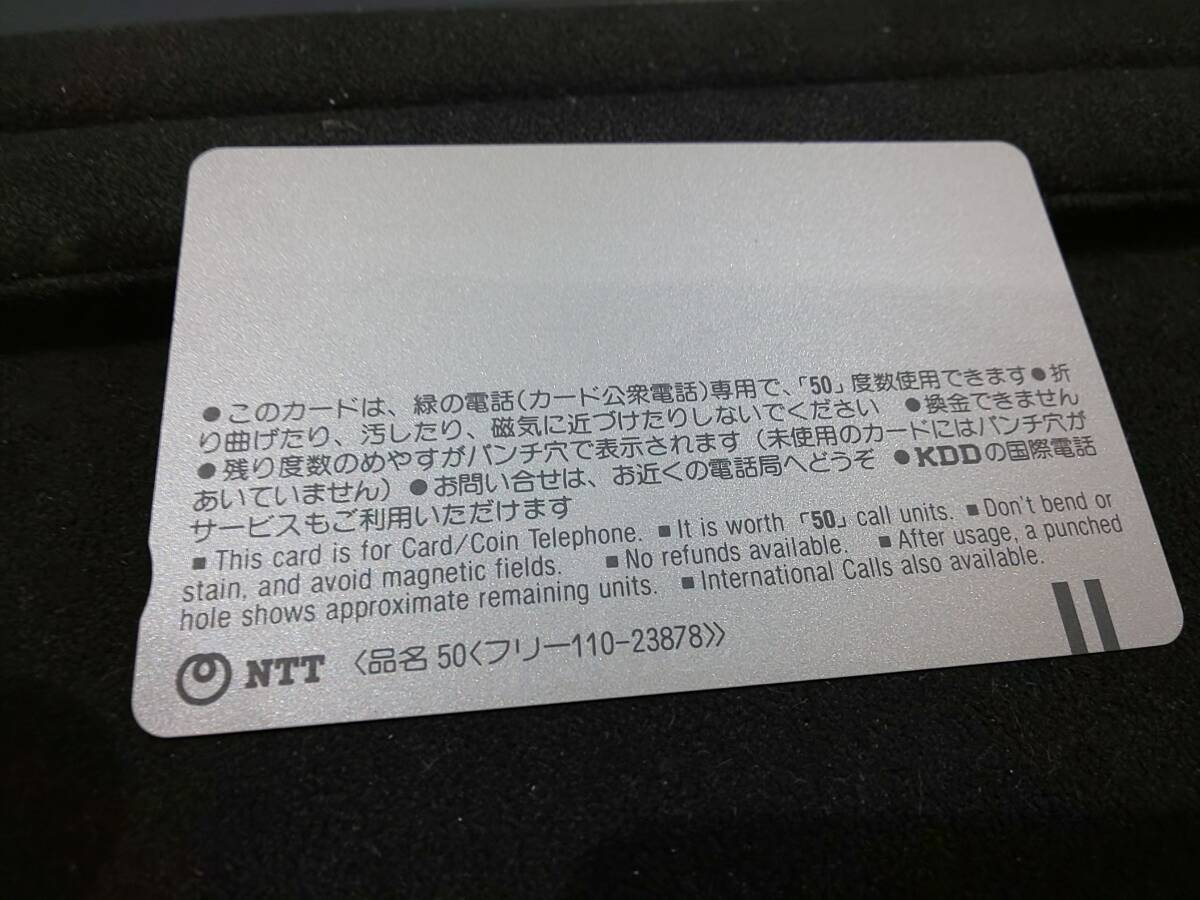 ●このカードは、緑の電話(カード公衆電話)専用で、「50」度数使用できます●折
り曲げたり、汚したり、磁気に近づけたりしないでください ●換金できません
●残り度数のめやすがパンチ穴で表示されます(未使用のカードにはパンチ穴が
あいていません)●お問い合せは、お近くの電話局へどうぞ ●KDDの国際電話
サービスもご利用いただけます
■This card is for Card/Coin Telephone. ■It is worth「50」call units. ■Don't bend or
stain, and avoid magnetic fields. ■No refunds available. ■After usage, a punched
hole shows approximate remaining units. ■International Calls also available.
NTT 〈品名 50〈フリー110-23878〉〉